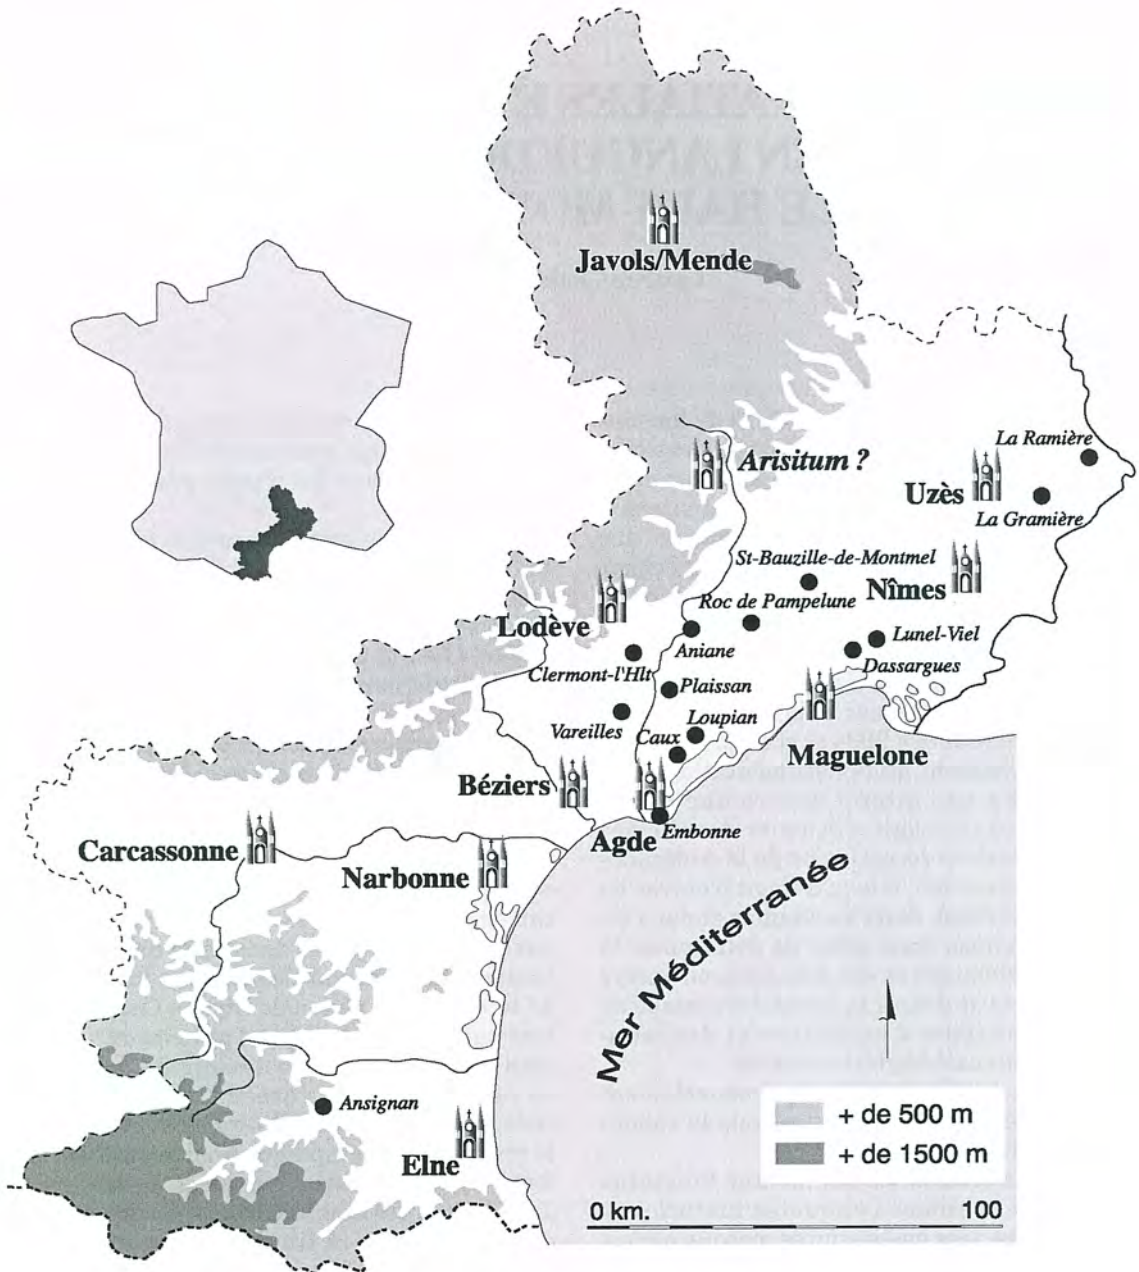 Javols/Mende
Arisitum ?
La Ramière
Uzès
La Gramière
St-Bauzille-de-Montmel
Nîmes
Roc de Pampelune
Lodève
Lunel-Viel
Aniane
Dassargues
Clermont-l'Hlt
Plaissan
Vareilles
Loupian
Caux
Maguelone
Béziers
Embonne
Agde
Carcassonne
Narbonne
Mer Méditerranée
Ansignan
Elne
+ de 500 m
+ de 1500 m
0 km. 100